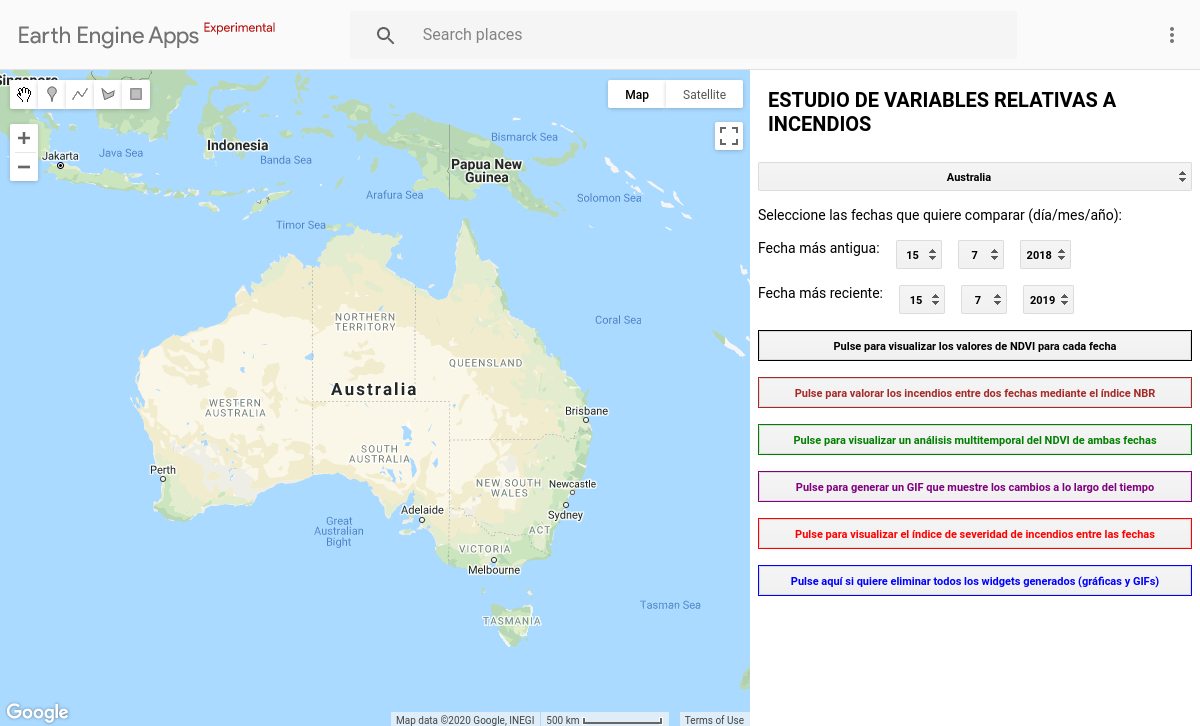 Earth Engine Apps Experimental
Search places
Singapore
Map
Satellite
Jakarta
Java Sea
Indonesia
Banda Sea
Bismarck Sea
Papua New
Guinea
Arafura Sea
Solomon Sea
Timor Sea
Coral Sea
NORTHERN
TERRITORY
QUEENSLAND
Australia
WESTERN
AUSTRALIA
Brisbane
SOUTH
AUSTRALIA
Perth
NEW SOUTH
WALES
Newcastle
Adelaide
Sydney
Great
Australian
Bight
ACT
VICTORIA
Melbourne
Tasman Sea
TASMANIA
Google
Map data ©2020 Google, INEGI
500 km
Terms of Use
ESTUDIO DE VARIABLES RELATIVAS A
INCENDIOS
Australia
Seleccione las fechas que quiere comparar (día/mes/año):
Fecha más antigua: 15 7 2018
Fecha más reciente: 15 7 2019
Pulse para visualizar los valores de NDVI para cada fecha
Pulse para valorar los incendios entre dos fechas mediante el índice NBR
Pulse para visualizar un análisis multitemporal del NDVI de ambas fechas
Pulse para generar un GIF que muestre los cambios a lo largo del tiempo
Pulse para visualizar el índice de severidad de incendios entre las fechas
Pulse aquí si quiere eliminar todos los widgets generados (gráficas y GIFs)